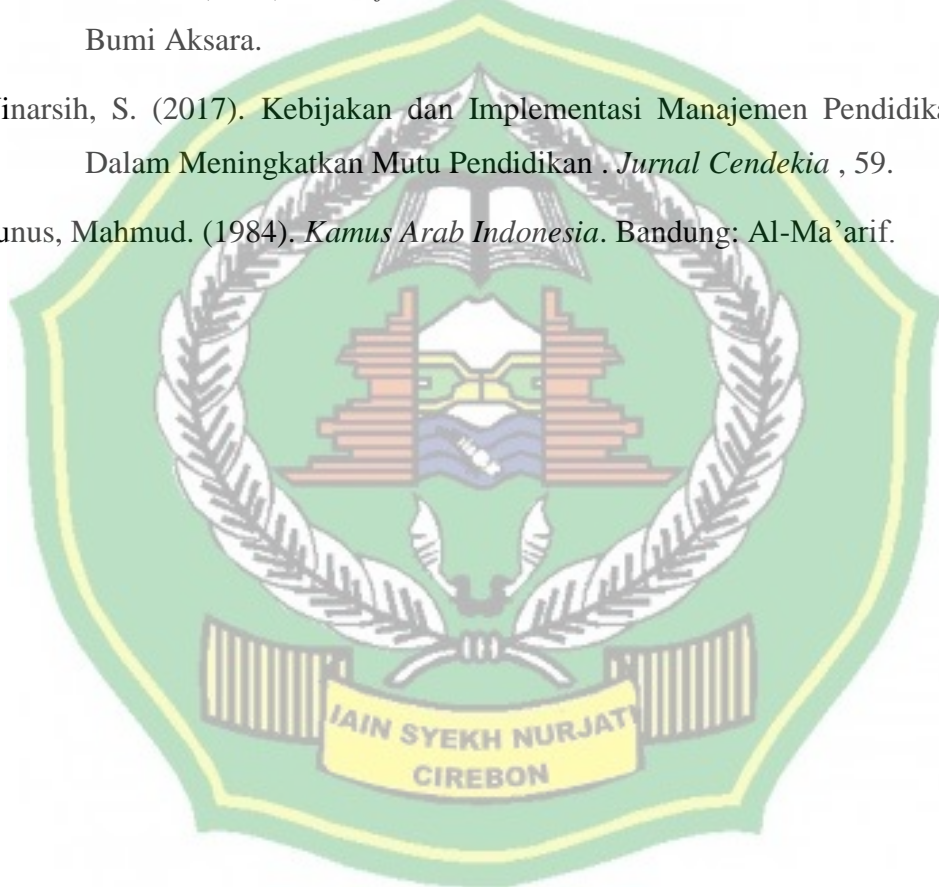 Bumi Aksara.
inarsih, S. (2017). Kebijakan dan Implementasi Manajemen Pendidika
Dalam Meningkatkan Mutu Pendidikan . Jurnal Cendekia , 59.
unus, Mahmud. (1984). Kamus Arab Indonesia. Bandung: Al-Ma’arif.
IAIN SYEKH NURJATI
CIREBON